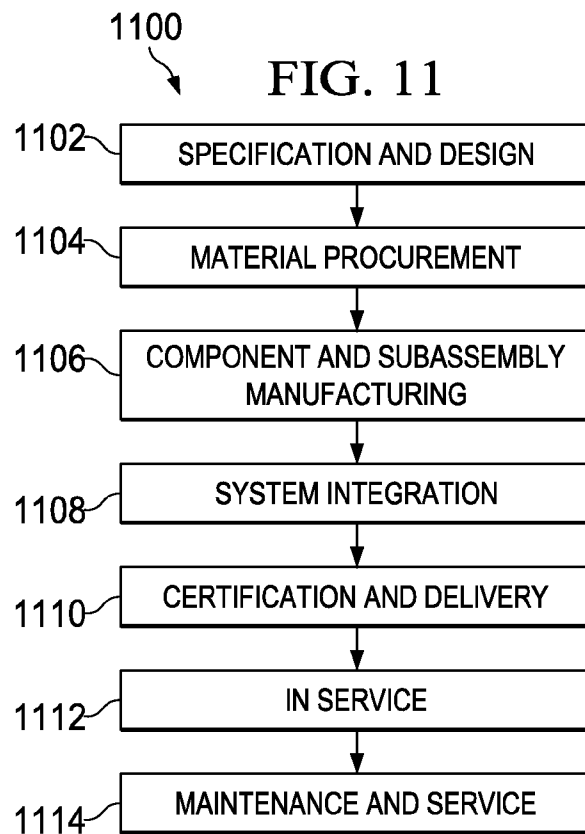 1100
FIG. 11
1102
SPECIFICATION AND DESIGN
1104
MATERIAL PROCUREMENT
1106
COMPONENT AND SUBASSEMBLY
MANUFACTURING
1108
SYSTEM INTEGRATION
1110
CERTIFICATION AND DELIVERY
1112
IN SERVICE
1114
MAINTENANCE AND SERVICE